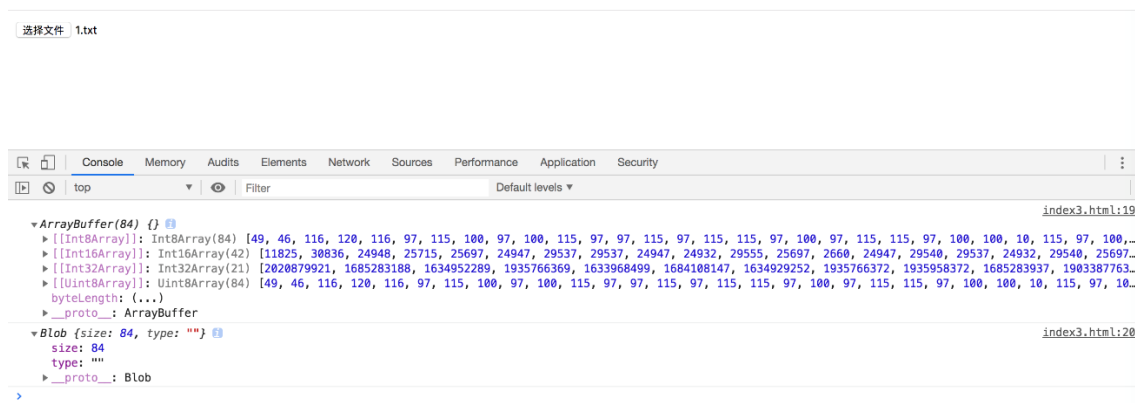 选择文件 1.txt
Console Memory Audits Elements Network Sources Performance Application Security
top Filter Default levels ▼
index3.html:19
▼ArrayBuffer(84) {}
▶[[Int8Array]]: Int8Array(84) [49, 46, 116, 120, 116, 97, 115, 100, 97, 100, 115, 97, 97, 115, 97, 115, 115, 97, 100, 97, 115, 97, 100, 100, 10, 115, 97, 100,…
▶[[Int16Array]]: Int16Array(42) [11825, 30836, 24948, 25715, 25697, 24947, 29537, 29537, 24947, 24932, 29555, 25697, 2660, 24947, 29540, 29537, 24932, 29540, 25697…
▶[[Int32Array]]: Int32Array(21) [2020879921, 1685283188, 1634952289, 1935766369, 1633968499, 1684108147, 1634929252, 1935766372, 1935958372, 1685283937, 1903387763…
▶[[Uint8Array]]: Uint8Array(84) [49, 46, 116, 120, 116, 97, 115, 100, 97, 100, 115, 97, 97, 115, 97, 115, 115, 97, 100, 97, 115, 115, 97, 100, 100, 10, 115, 97, 10…
byteLength: (...)
▶__proto__: ArrayBuffer
▼Blob {size: 84, type: ""} index3.html:20
size: 84
type: ""
▶__proto__: Blob